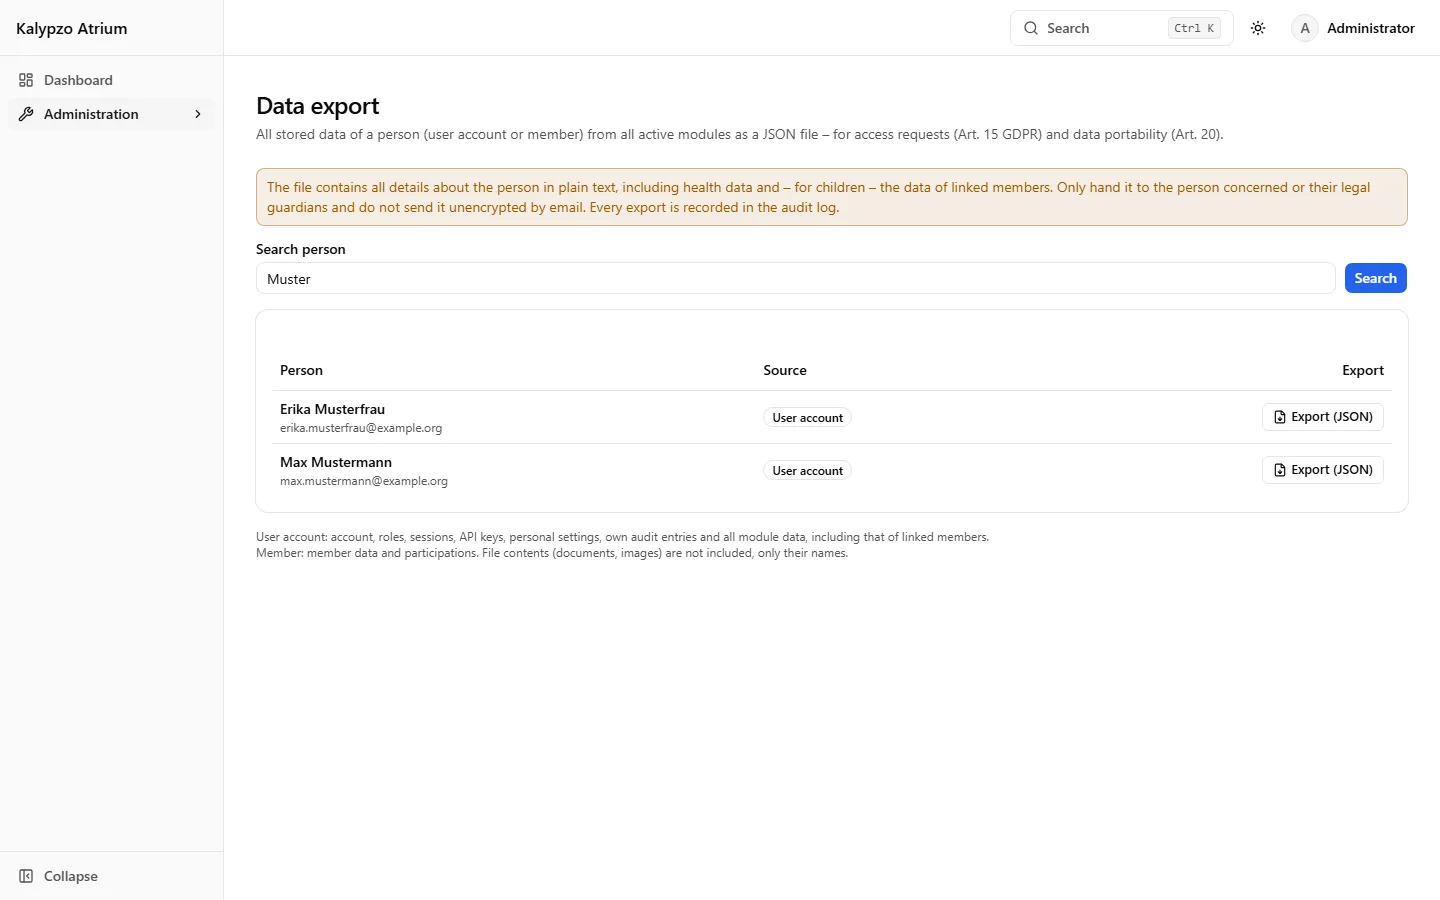 Kalypzo Atrium
Search
Ctrl K
A
Administrator
Dashboard
Administration
Data export
All stored data of a person (user account or member) from all active modules as a JSON file – for access requests (Art. 15 GDPR) and data portability (Art. 20).
The file contains all details about the person in plain text, including health data and – for children – the data of linked members. Only hand it to the person concerned or their legal
guardians and do not send it unencrypted by email. Every export is recorded in the audit log.
Search person
Muster
Search
Person Source Export
Erika Musterfrau
erika.musterfrau@example.org
User account
Export (JSON)
Max Mustermann
max.mustermann@example.org
User account
Export (JSON)
User account: account, roles, sessions, API keys, personal settings, own audit entries and all module data, including that of linked members.
Member: member data and participations. File contents (documents, images) are not included, only their names.
Collapse